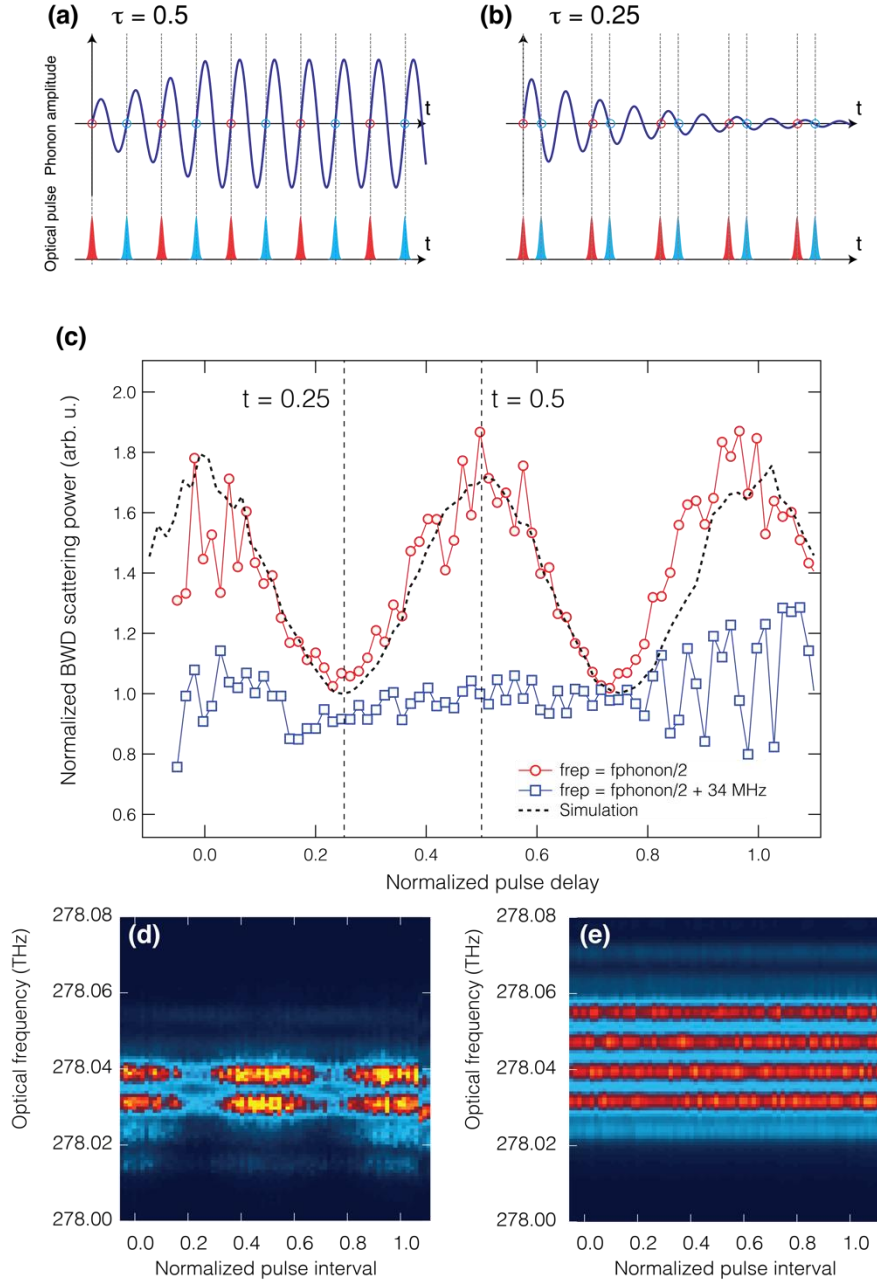 (a) τ = 0.5
(b) τ = 0.25
Phonon amplitude
t
t
Optical pulse
t
t
(c)
t = 0.25
t = 0.5
Normalized BWD scattering power (arb. u.)
2.0
1.8
1.6
1.4
1.2
1.0
0.8
0.6
frep = fphonon/2
frep = fphonon/2 + 34 MHz
Simulation
0.0 0.2 0.4 0.6 0.8 1.0
Normalized pulse delay
(d)
Optical frequency (THz)
278.08
278.06
278.04
278.02
278.00
0.0 0.2 0.4 0.6 0.8 1.0
Normalized pulse interval
(e)
Optical frequency (THz)
278.08
278.06
278.04
278.02
278.00
0.0 0.2 0.4 0.6 0.8 1.0
Normalized pulse interval